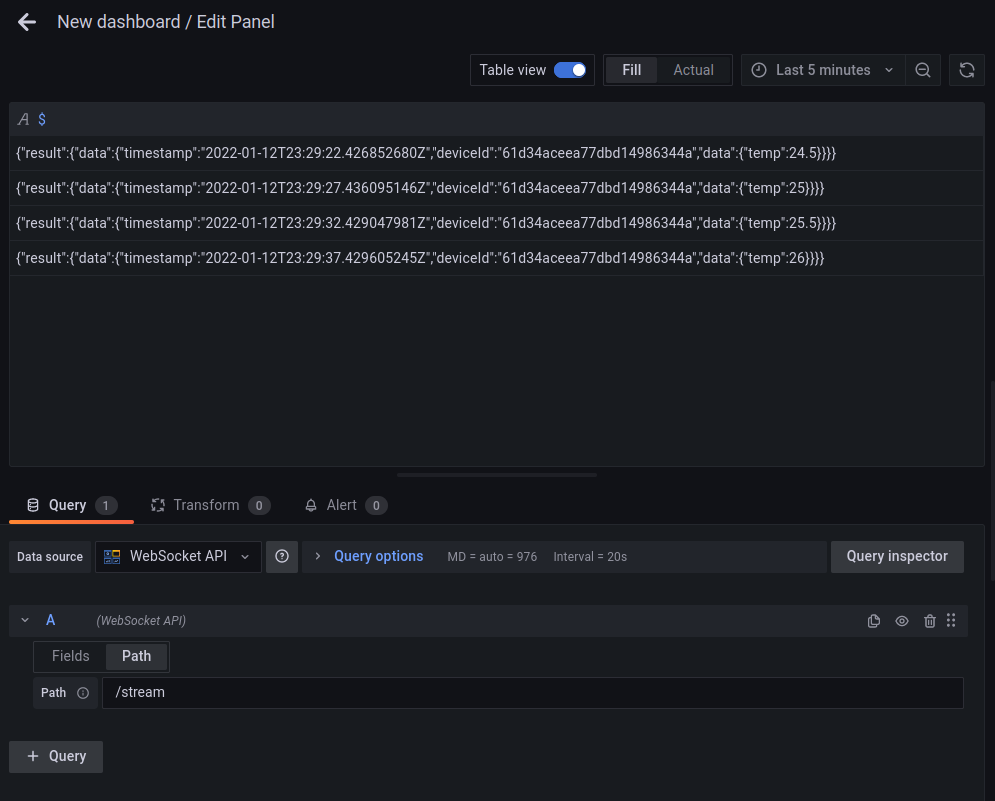 New dashboard / Edit Panel
Table view Fill Actual Last 5 minutes
A $
{"result":{"data":{"timestamp":"2022-01-12T23:29:22.426852680Z","deviceId":"61d34aceea77dbd14986344a","data":{"temp":24.5}}}}
{"result":{"data":{"timestamp":"2022-01-12T23:29:27.436095146Z","deviceId":"61d34aceea77dbd14986344a","data":{"temp":25}}}}
{"result":{"data":{"timestamp":"2022-01-12T23:29:32.429047981Z","deviceId":"61d34aceea77dbd14986344a","data":{"temp":25.5}}}}
{"result":{"data":{"timestamp":"2022-01-12T23:29:37.429605245Z","deviceId":"61d34aceea77dbd14986344a","data":{"temp":26}}}}
Query 1 Transform 0 Alert 0
Data source WebSocket API Query options MD = auto = 976 Interval = 20s Query inspector
A (WebSocket API)
Fields Path
Path /stream
+ Query